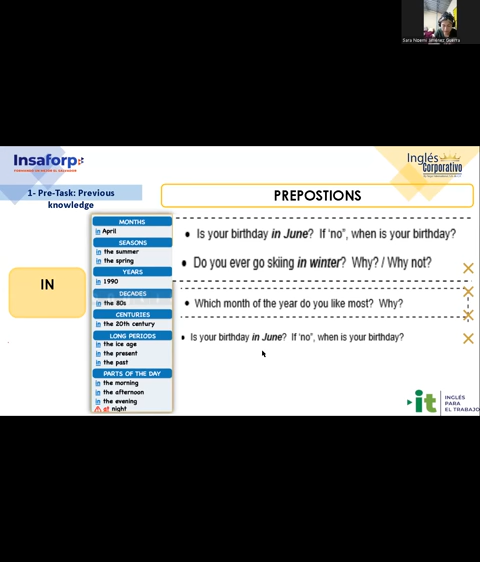 Sara Noemi Jiménez Guerra
Insaforp
Inglés
Corporativo
1- Pre-Task: Previous
knowledge
PREPOSTIONS
IN
MONTHS
in April
SEASONS
in the summer
in the spring
YEARS
in 1990
DECADES
in the 80s
CENTURIES
in the 20th century
LONG PERIODS
in the ice age
in the present
in the past
PARTS OF THE DAY
in the morning
in the afternoon
in the evening
at night
• Is your birthday in June? If 'no", when is your birthday?
• Do you ever go skiing in winter? Why? / Why not?
• Which month of the year do you like most? Why?
• Is your birthday in June? If 'no", when is your birthday?
it
INGLÉS
PARA
EL TRABAJO